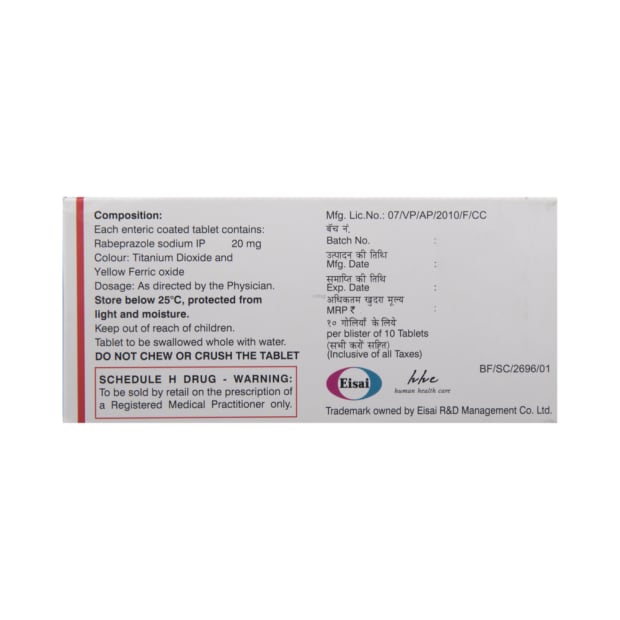 Composition:
Each enteric coated tablet contains:
Rabeprazole sodium IP 20 mg
Colour: Titanium Dioxide and
Yellow Ferric oxide
Dosage: As directed by the Physician.
Store below 25°C, protected from
light and moisture.
Keep out of reach of children.
Tablet to be swallowed whole with water.
DO NOT CHEW OR CRUSH THE TABLET
SCHEDULE H DRUG - WARNING:
To be sold by retail on the prescription of
a Registered Medical Practitioner only.
Mfg. Lic.No.: 07/VP/AP/2010/F/CC
बैंच नं.
Batch No. :
उत्पादन की तिथि
Mfg. Date :
समाप्ति की तिथि
Exp. Date :
अधिकतम खुदरा मूल्य
MRP ₹ :
१० गोलियाँ के लिये
per blister of 10 Tablets
(सभी करों सहित)
(Inclusive of all Taxes)
BF/SC/2696/01
Eisai
hhc
human health care
Trademark owned by Eisai R&D Management Co. Ltd.